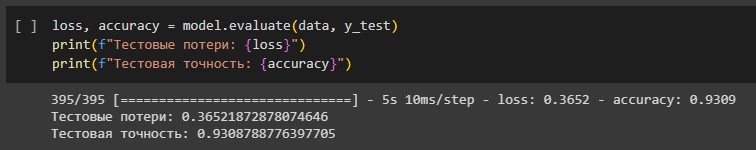 [ ] loss, accuracy = model.evaluate(data, y_test)
print(f"Тестовые потери: {loss}")
print(f"Тестовая точность: {accuracy}")
395/395 [==============================] - 5s 10ms/step - loss: 0.3652 - accuracy: 0.9309
Тестовые потери: 0.36521872878074646
Тестовая точность: 0.9308788776397705